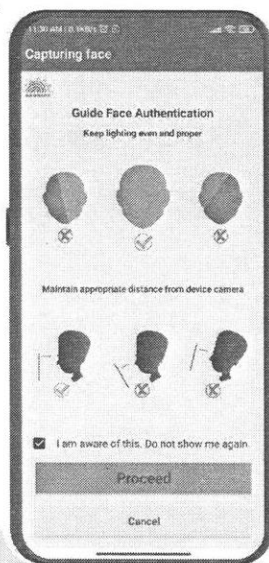 Capturing face
Guide Face Authentication
Keep lighting even and proper
Maintain appropriate distance from device camera
I am aware of this. Do not show me again.
Proceed
Cancel